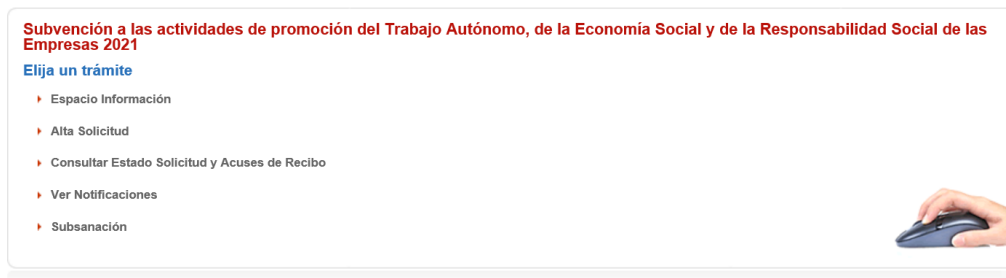 Subvención a las actividades de promoción del Trabajo Autónomo, de la Economía Social y de la Responsabilidad Social de las
Empresas 2021
Elija un trámite
Espacio Información
Alta Solicitud
Consultar Estado Solicitud y Acuses de Recibo
Ver Notificaciones
Subsanación